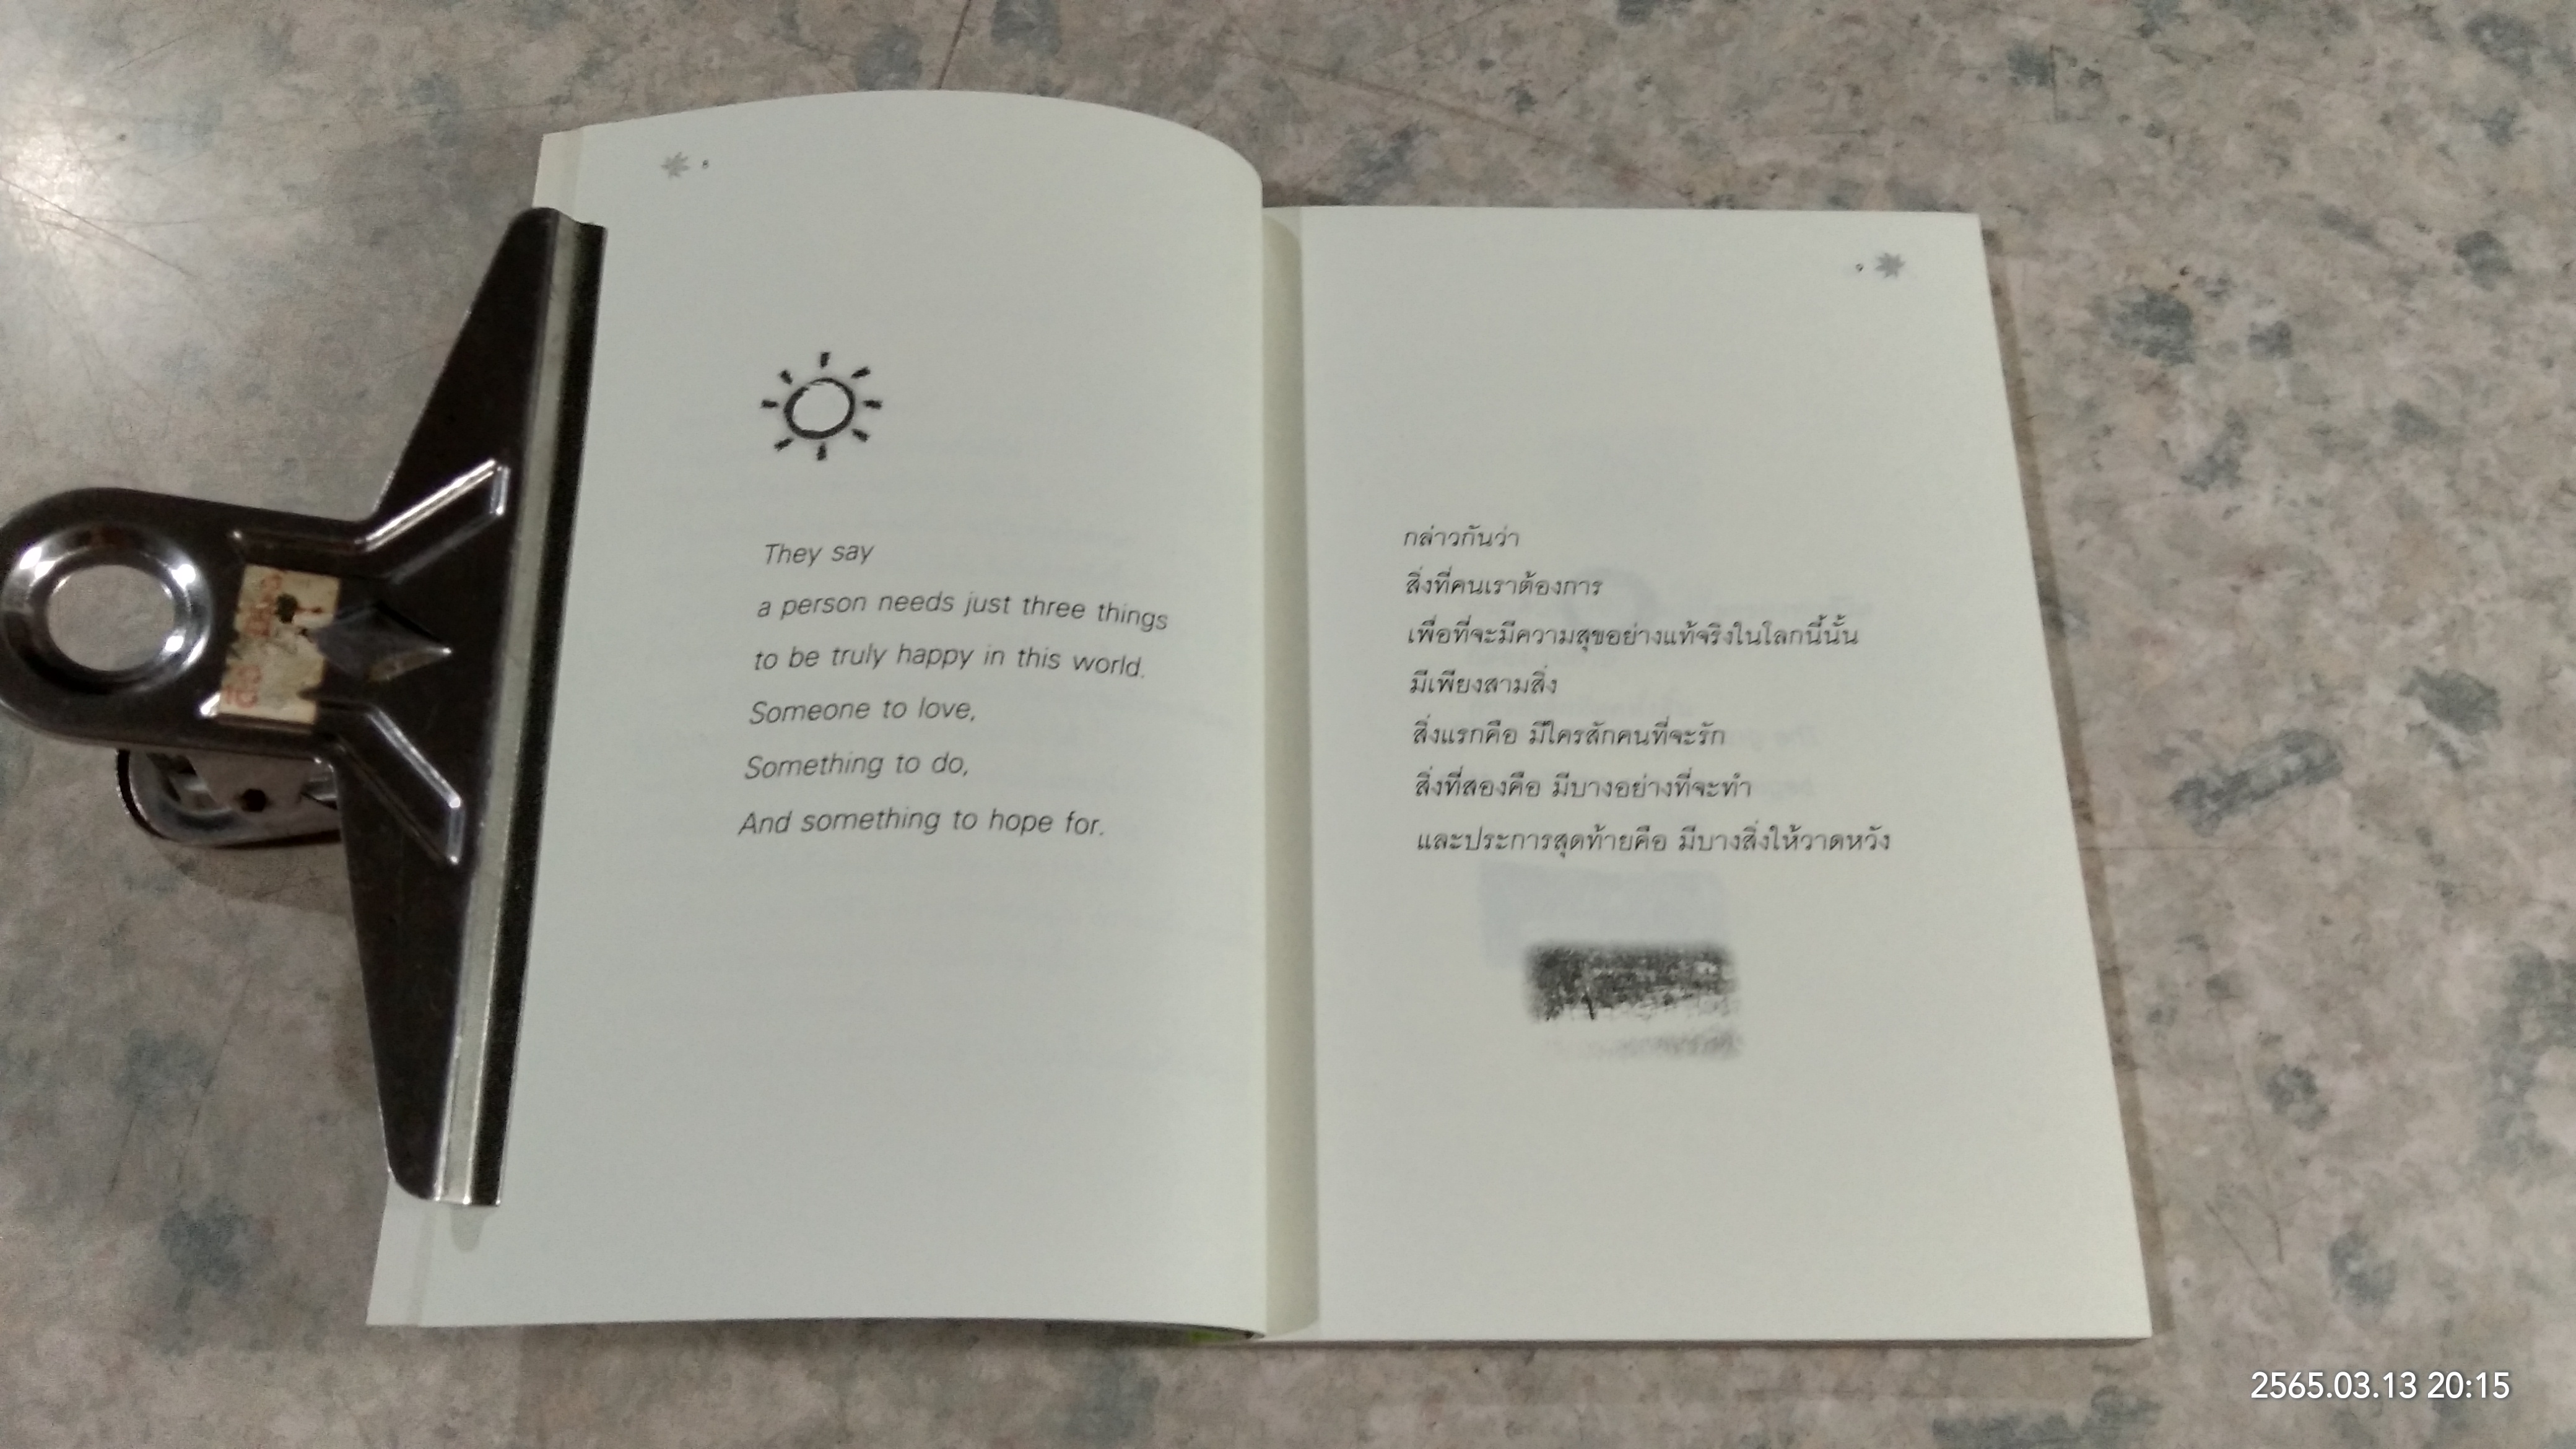 8
They say
a person needs just three things
to be truly happy in this world.
Someone to love,
Something to do,
And something to hope for.
9
กล่าวกันว่า
สิ่งที่คนเราต้องการ
เพื่อที่จะมีความสุขอย่างแท้จริงในโลกนี้นั้น
มีเพียงสามสิ่ง
สิ่งแรกคือ มีใครสักคนที่จะรัก
สิ่งที่สองคือ มีบางอย่างที่จะทำ
และประการสุดท้ายคือ มีบางสิ่งให้วาดหวัง
2565.03.13 20:15